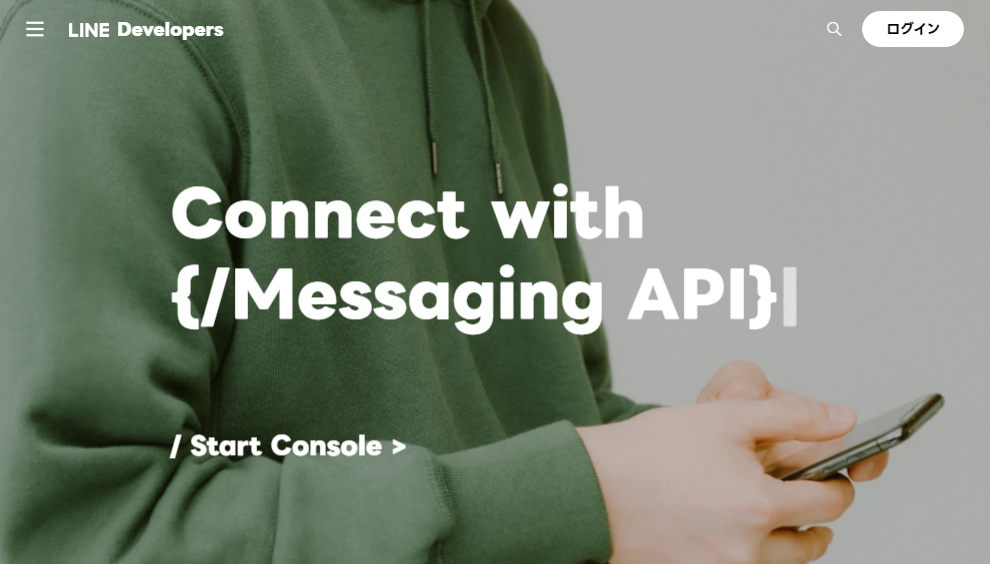 LINE Developers
ログイン
Connect with
{/Messaging API}|
/ Start Console >